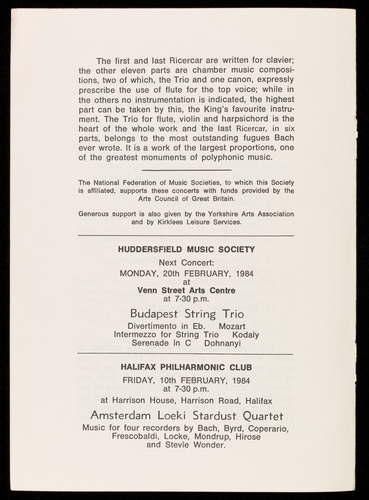 The first and last Ricercar are written for clavier;
the other eleven parts are chamber music composi-
tions, two of which, the Trio and one canon, expressly
prescribe the use of flute for the top voice; while in
the others no instrumentation is indicated, the highest
part can be taken by this, the King's favourite instru-
ment. The Trio for flute, violin and harpsichord is the
heart of the whole work and the last Ricercar, in six
parts, belongs to the most outstanding fugues Bach
ever wrote. It is a work of the largest proportions, one
of the greatest monuments of polyphonic music.
The National Federation of Music Societies, to which this Society
is affiliated, supports these concerts with funds provided by the
Arts Council of Great Britain.
Generous support is also given by the Yorkshire Arts Association
and by Kirklees Leisure Services.
HUDDERSFIELD MUSIC SOCIETY
Next Concert:
MONDAY, 20th FEBRUARY, 1984
at
Venn Street Arts Centre
at 7-30 p.m.
Budapest String Trio
Divertimento in Eb. Mozart
Intermezzo for String Trio Kodaly
Serenade in C Dohnanyi
HALIFAX PHILHARMONIC CLUB
FRIDAY, 10th FEBRUARY, 1984
at 7-30 p.m.
at Harrison House, Harrison Road, Halifax
Amsterdam Loeki Stardust Quartet
Music for four recorders by Bach, Byrd, Coperario,
Frescobaldi, Locke, Mondrup, Hirose
and Stevie Wonder.